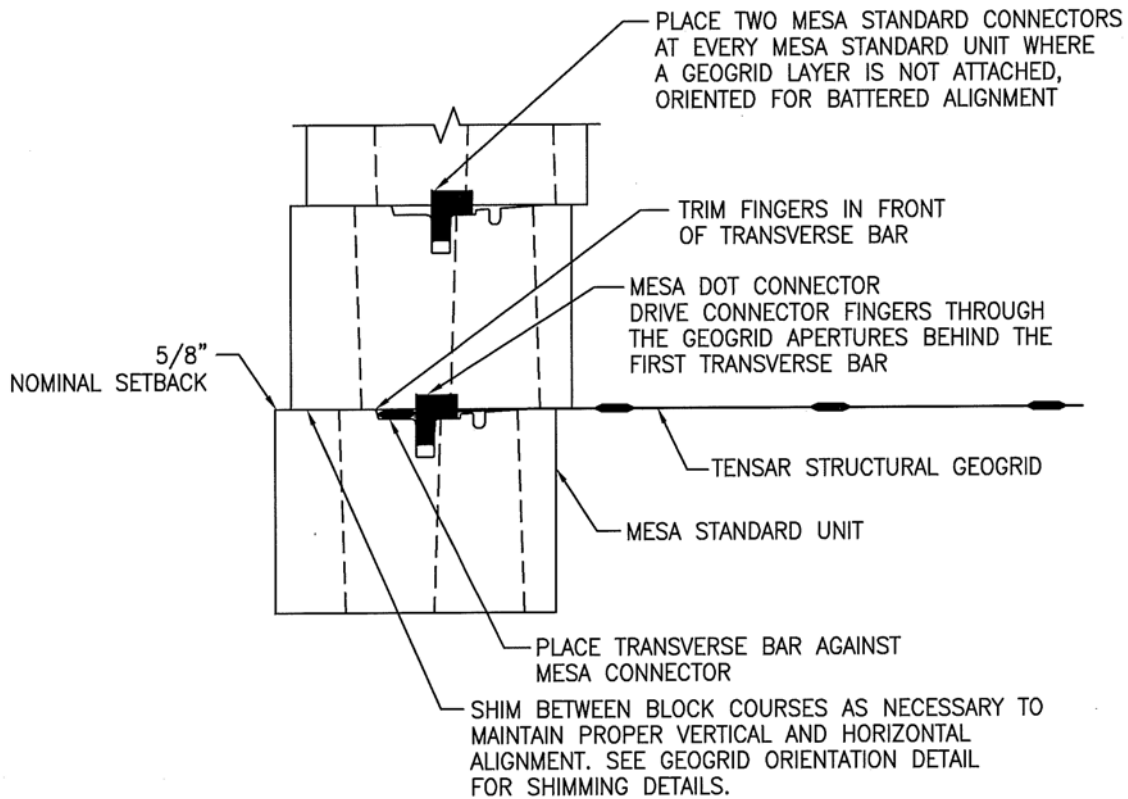 PLACE TWO MESA STANDARD CONNECTORS
AT EVERY MESA STANDARD UNIT WHERE
A GEOGRID LAYER IS NOT ATTACHED,
ORIENTED FOR BATTERED ALIGNMENT
TRIM FINGERS IN FRONT
OF TRANSVERSE BAR
MESA DOT CONNECTOR
DRIVE CONNECTOR FINGERS THROUGH
THE GEOGRID APERTURES BEHIND THE
FIRST TRANSVERSE BAR
5/8"
NOMINAL SETBACK
TENSAR STRUCTURAL GEOGRID
MESA STANDARD UNIT
PLACE TRANSVERSE BAR AGAINST
MESA CONNECTOR
SHIM BETWEEN BLOCK COURSES AS NECESSARY TO
MAINTAIN PROPER VERTICAL AND HORIZONTAL
ALIGNMENT. SEE GEOGRID ORIENTATION DETAIL
FOR SHIMMING DETAILS.